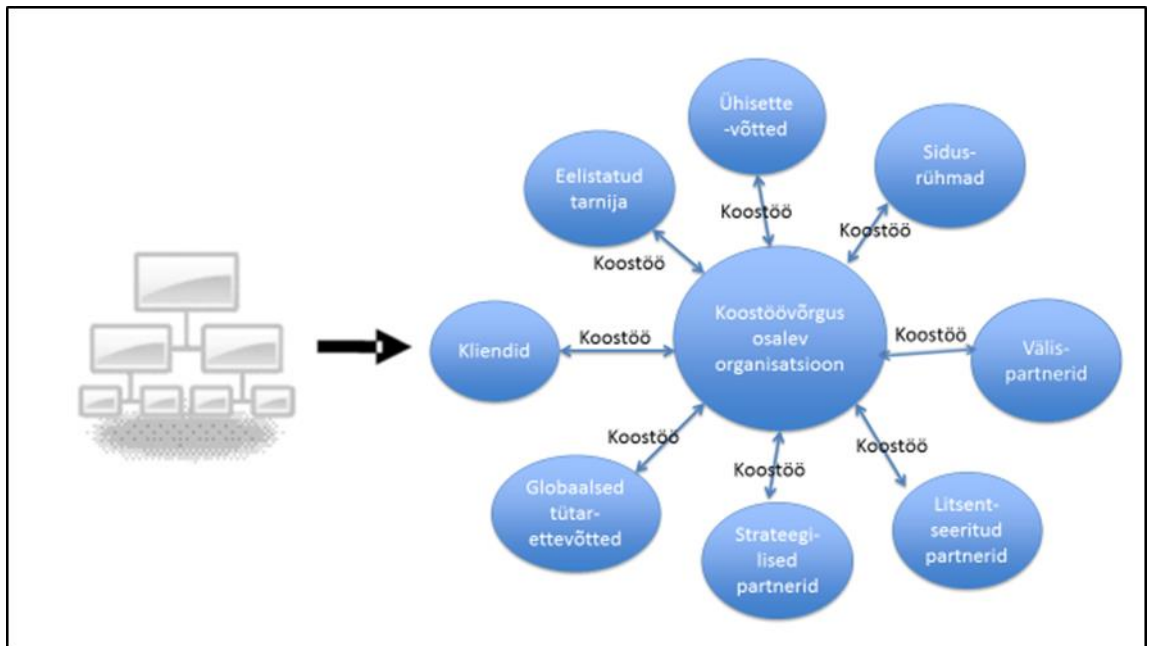 Ühisette
-võtted
Sidus-
rühmad
Eelistatud
tarnija
Koostöö
Koostöö
Koostöö
Koostöövõrgus
osalev
organisatsioon
Kliendid
Koostöö
Koostöö
Välis-
partnerid
Koostöö
Koostöö
Koostöö
Globaalsed
tütar-
ettevõtted
Strateegi-
lised
partnerid
Litsent-
seeritud
partnerid